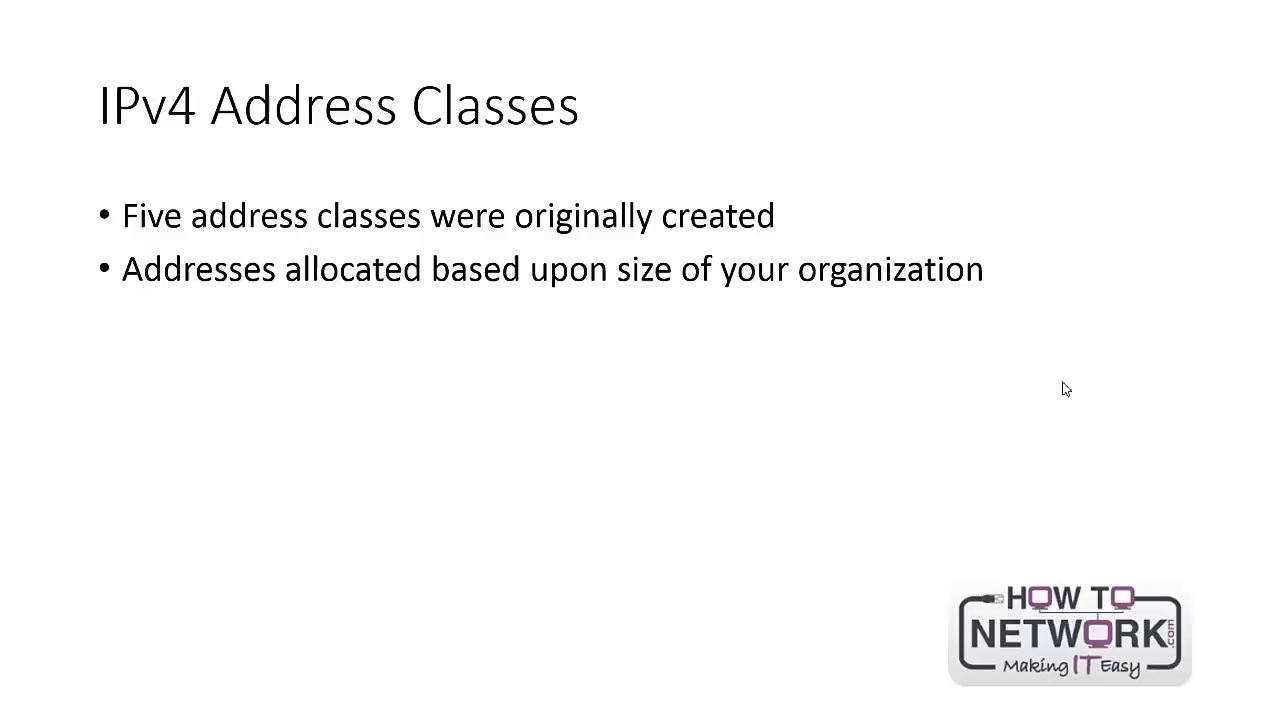 IPv4 Address Classes
• Five address classes were originally created
• Addresses allocated based upon size of your organization
HOW TO
NETWORK.com
Making IT Easy